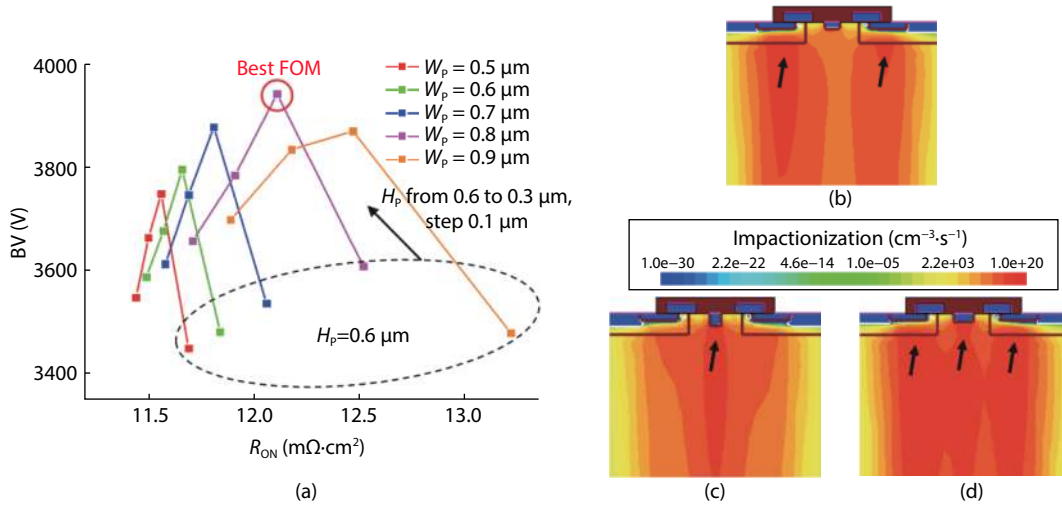 4000
3800
3600
3400
BV (V)
11.5
12.0
12.5
13.0
R_ON (mΩ·cm²)
Best FOM
W_P = 0.5 μm
W_P = 0.6 μm
W_P = 0.7 μm
W_P = 0.8 μm
W_P = 0.9 μm
H_P from 0.6 to 0.3 μm,
step 0.1 μm
H_P=0.6 μm
(a)
(b)
Impactionization (cm⁻³·s⁻¹)
1.0e−30 2.2e−22 4.6e−14 1.0e−05 2.2e+03 1.0e+20
(c)
(d)